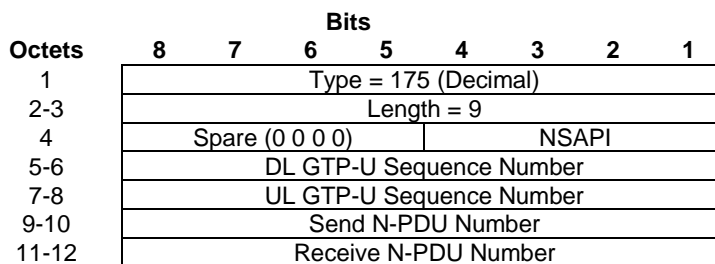 Bits
Octets 8 7 6 5 4 3 2 1
1 Type = 175 (Decimal)
2-3 Length = 9
4 Spare (0 0 0 0) NSAPI
5-6 DL GTP-U Sequence Number
7-8 UL GTP-U Sequence Number
9-10 Send N-PDU Number
11-12 Receive N-PDU Number